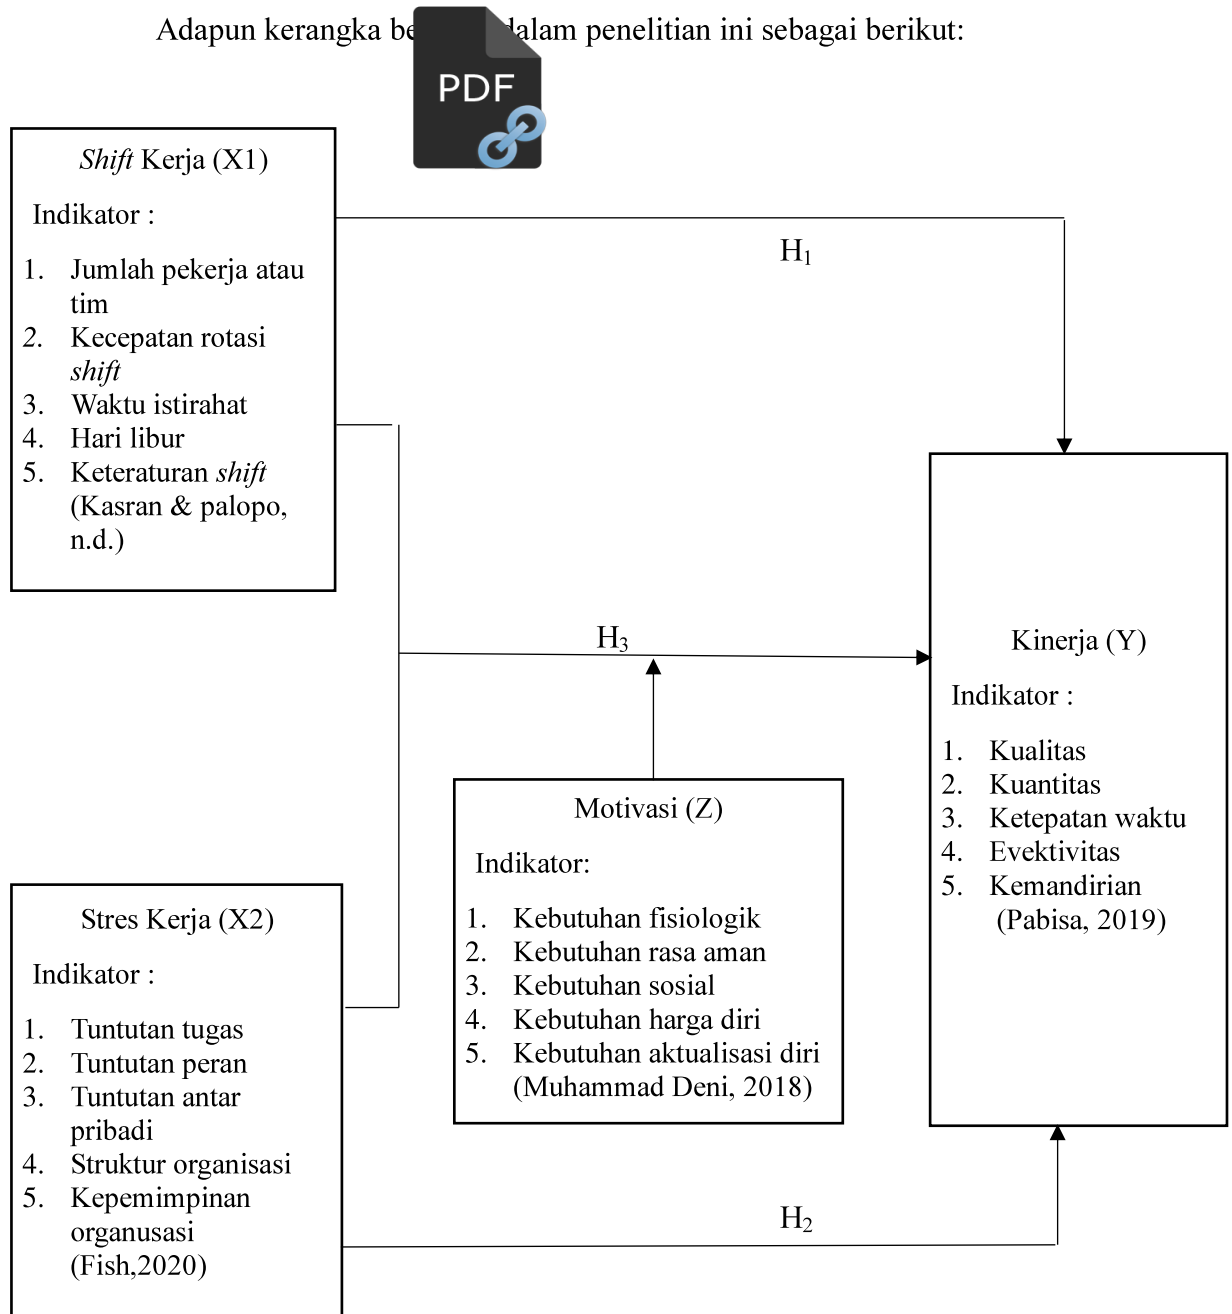 Adapun kerangka be dalam penelitian ini sebagai berikut:
PDF
Shift Kerja (X1)
Indikator :
1. Jumlah pekerja atau
tim
2. Kecepatan rotasi
shift
3. Waktu istirahat
4. Hari libur
5. Keteraturan shift
(Kasran & palopo,
n.d.)
H₁
H₃
Kinerja (Y)
Indikator :
1. Kualitas
2. Kuantitas
3. Ketepatan waktu
4. Evektivitas
5. Kemandirian
(Pabisa, 2019)
Motivasi (Z)
Indikator:
1. Kebutuhan fisiologik
2. Kebutuhan rasa aman
3. Kebutuhan sosial
4. Kebutuhan harga diri
5. Kebutuhan aktualisasi diri
(Muhammad Deni, 2018)
Stres Kerja (X2)
Indikator :
1. Tuntutan tugas
2. Tuntutan peran
3. Tuntutan antar
pribadi
4. Struktur organisasi
5. Kepemimpinan
organusasi
(Fish,2020)
H₂